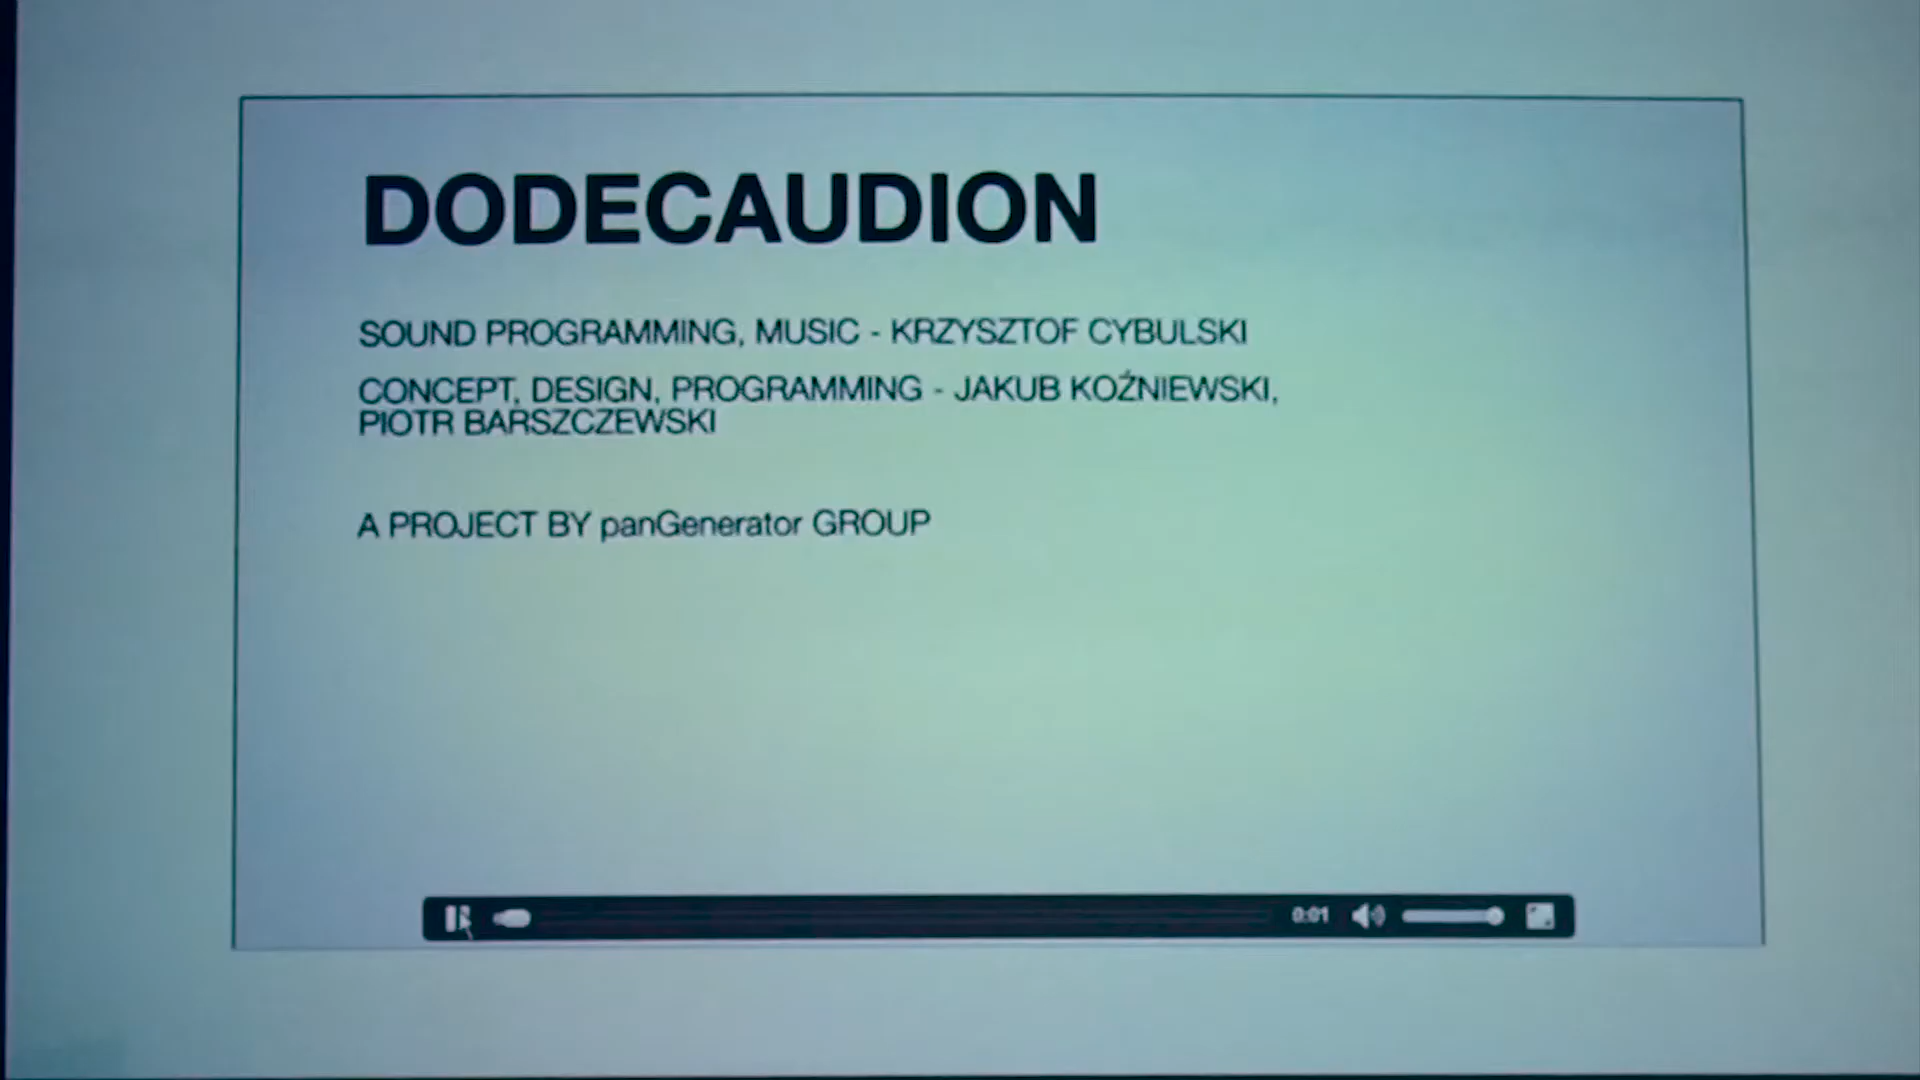 DODECAUDION
SOUND PROGRAMMING, MUSIC - KRZYSZTOF CYBULSKI
CONCEPT, DESIGN, PROGRAMMING - JAKUB KOŹNIEWSKI,
PIOTR BARSZCZEWSKI
A PROJECT BY panGenerator GROUP
0:01